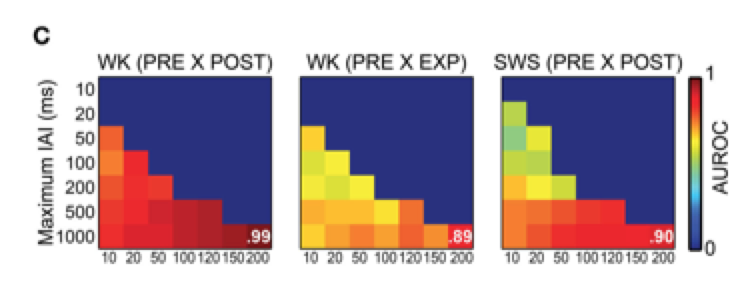 C
WK (PRE X POST)
WK (PRE X EXP)
SWS (PRE X POST)
Maximum IAI (ms)
10
20
50
100
200
500
1000
.99
.89
.90
10 20 50 100 120 150 200
10 20 50 100 120 150 200
10 20 50 100 120 150 200
1
0
AUROC